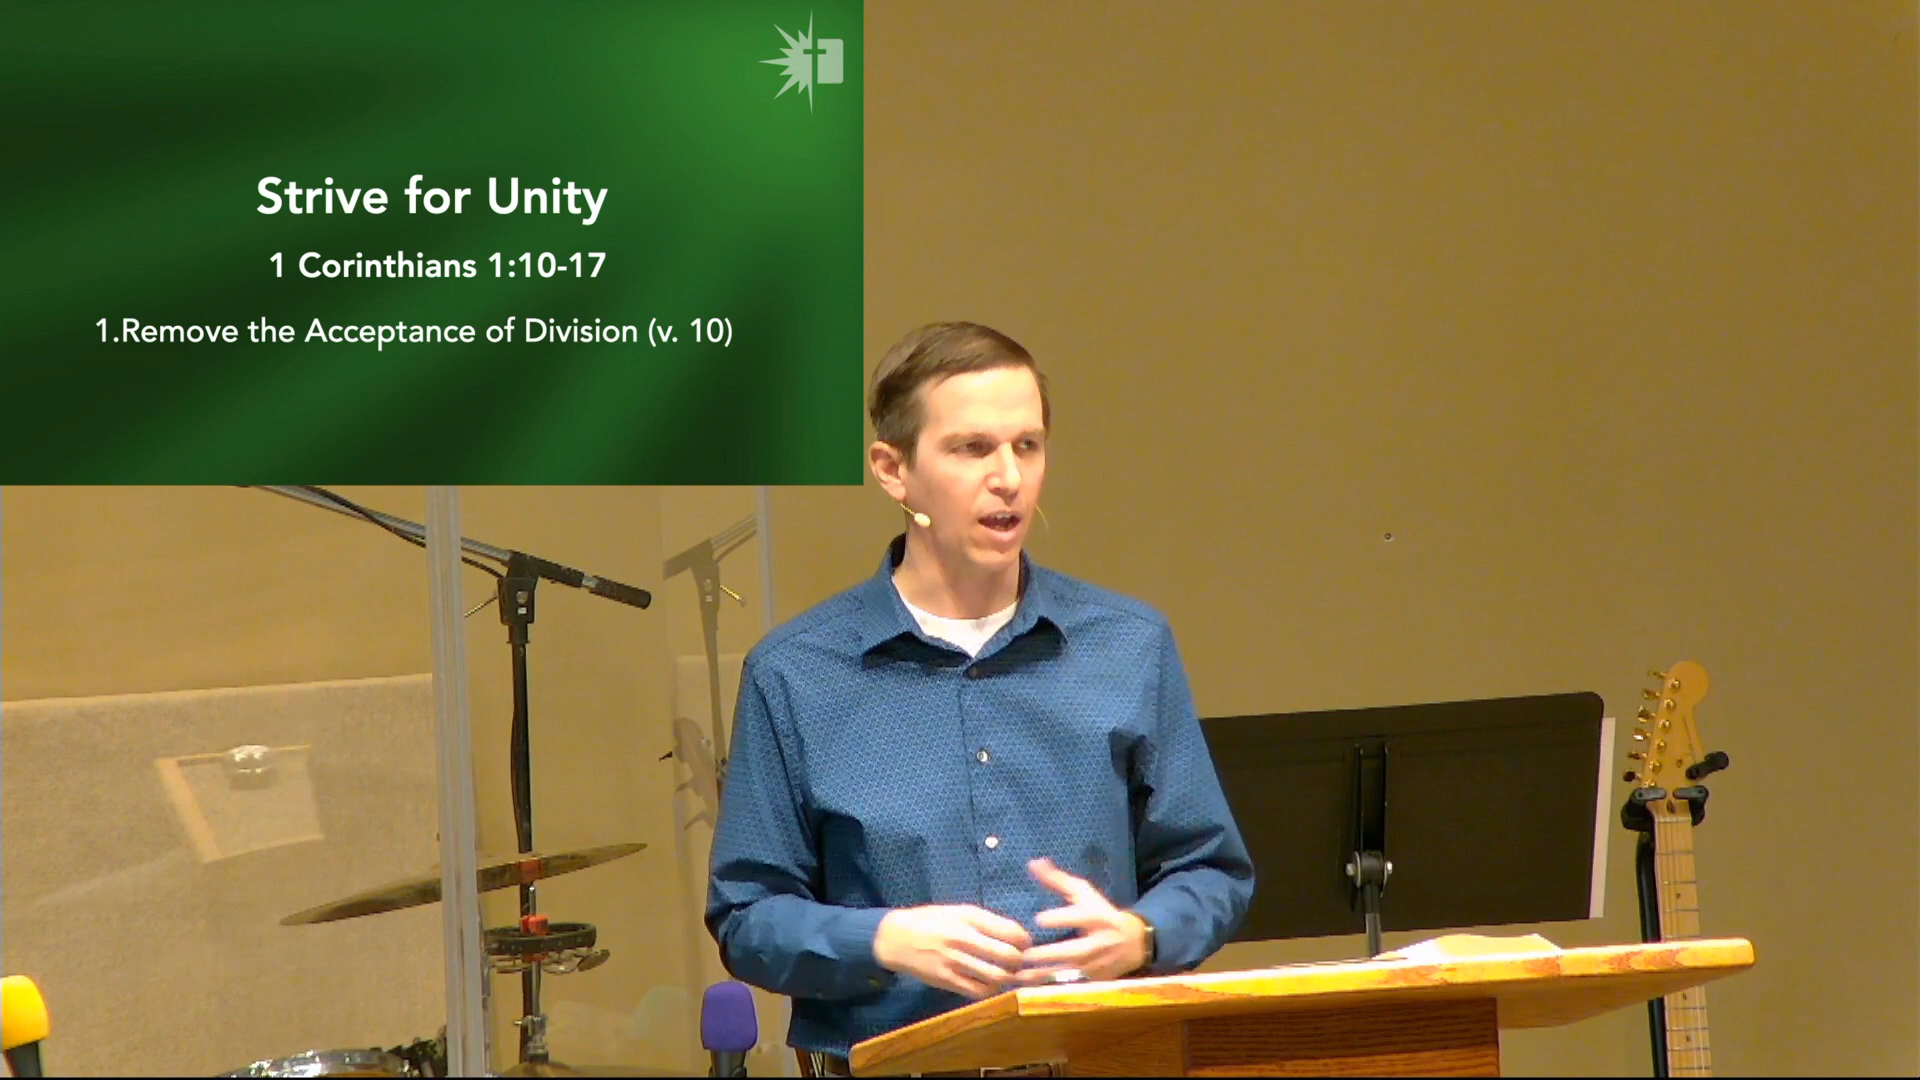 Strive for Unity
1 Corinthians 1:10-17
1.Remove the Acceptance of Division (v. 10)